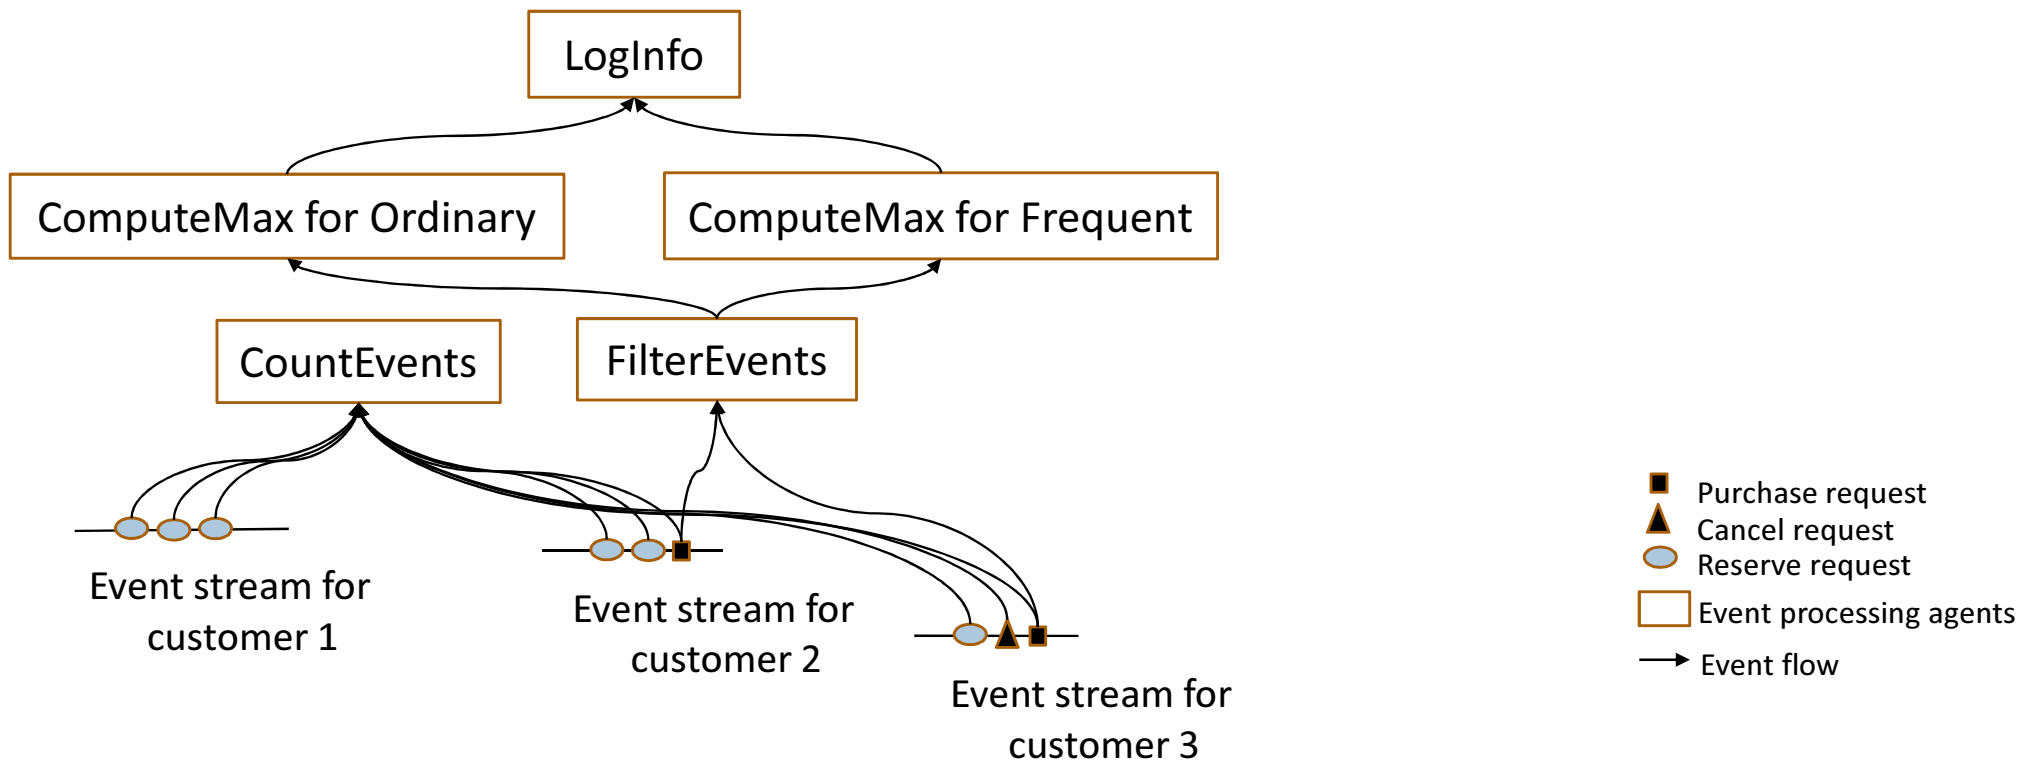 LogInfo
ComputeMax for Ordinary
ComputeMax for Frequent
CountEvents
FilterEvents
Event stream for
customer 1
Event stream for
customer 2
Event stream for
customer 3
Purchase request
Cancel request
Reserve request
Event processing agents
Event flow